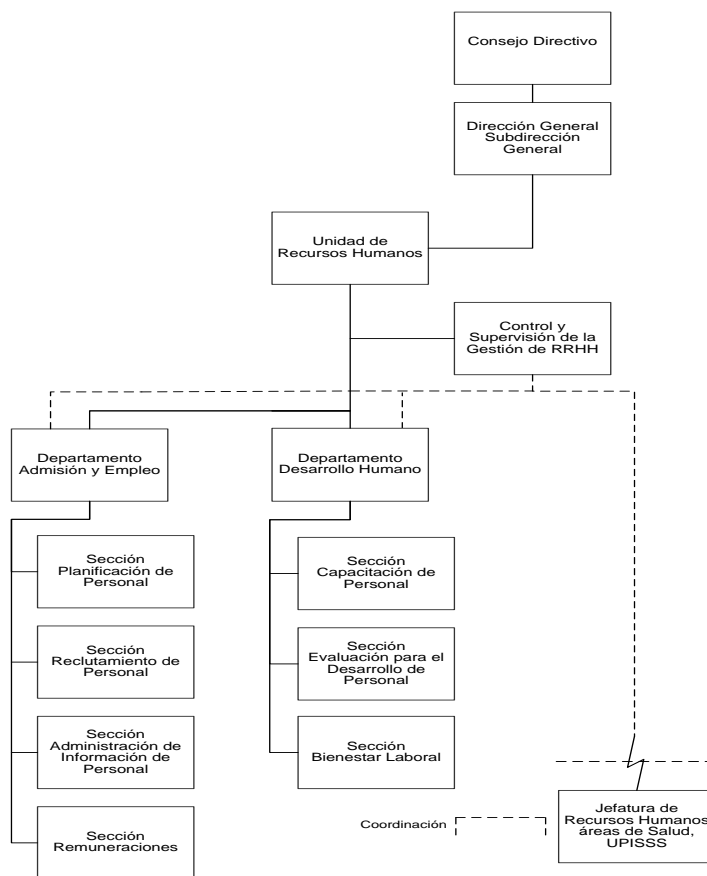 Consejo Directivo
Dirección General
Subdirección
General
Unidad de
Recursos Humanos
Control y
Supervisión de la
Gestión de RRHH
Departamento
Admisión y Empleo
Departamento
Desarrollo Humano
Sección
Planificación de
Personal
Sección
Capacitación de
Personal
Sección
Reclutamiento de
Personal
Sección
Evaluación para el
Desarrollo de
Personal
Sección
Administración de
Información de
Personal
Sección
Bienestar Laboral
Sección
Remuneraciones
Coordinación
Jefatura de
Recursos Humanos
áreas de Salud,
UPISSS